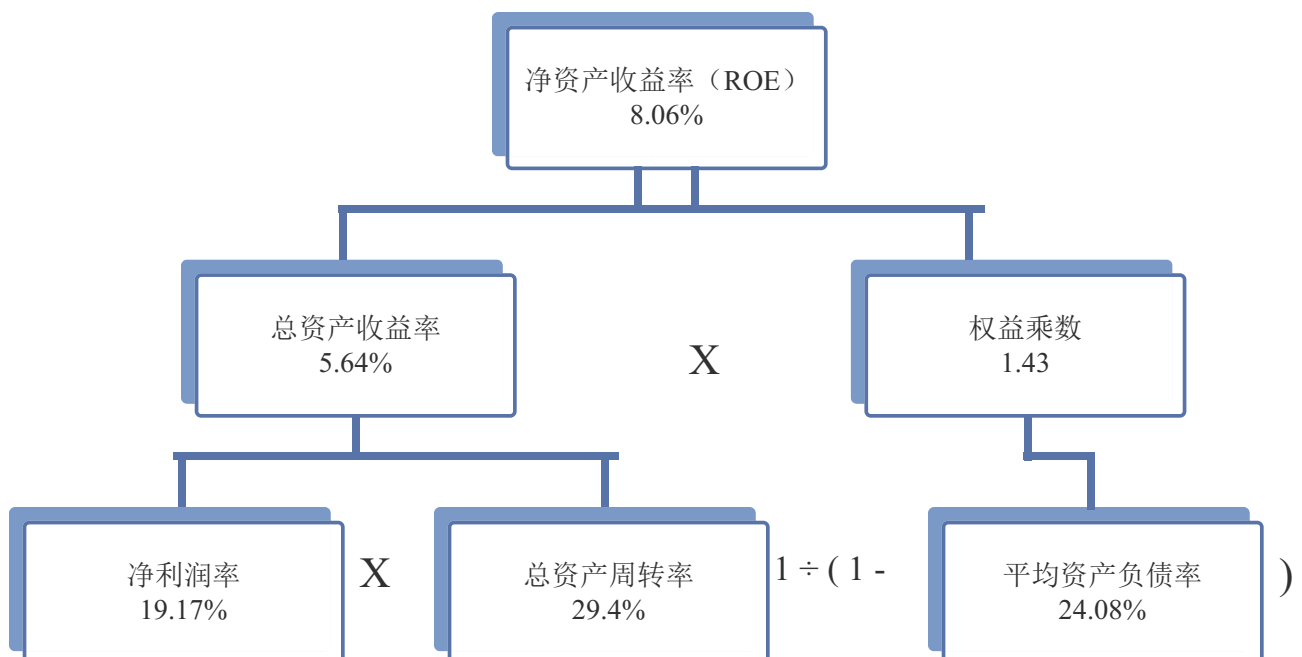 净资产收益率（ROE）
8.06%
总资产收益率
5.64%
X
权益乘数
1.43
净利润率
19.17%
X
总资产周转率
29.4%
1 ÷ ( 1 -
平均资产负债率
24.08%
)